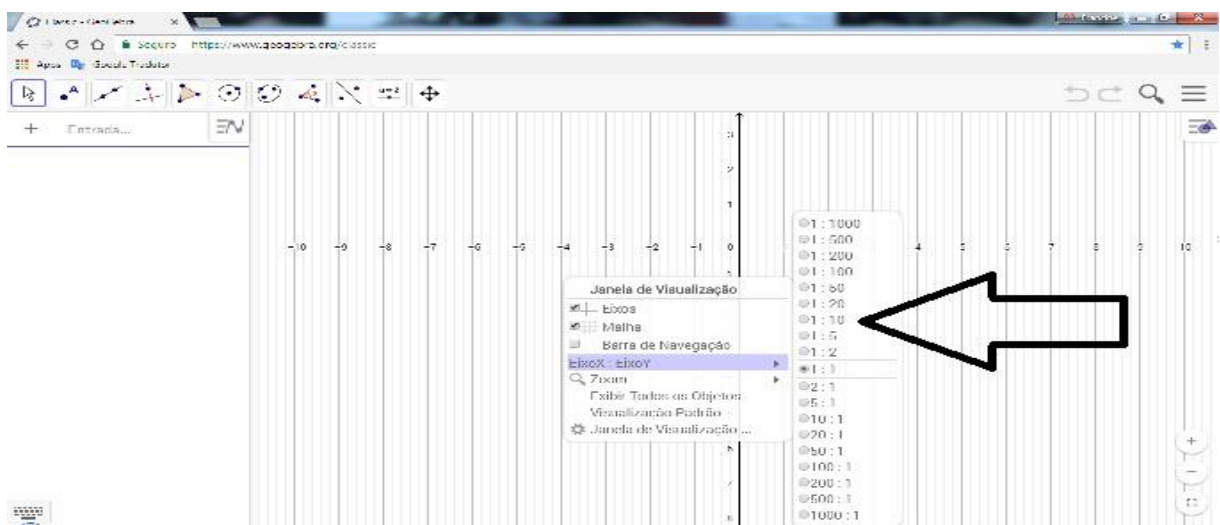 Classic - GeoGebra
Seguro https://www.geogebra.org/classic
Apps Google Tradutor
Entrada...
3
2
1
-10 -9 -8 -7 -6 -5 -4 -3 -2 -1 0 4 5 6 7 8 9 10
Janela de Visualização
Eixos
Malha
Barra de Navegação
EixoX : EixoY
Zoom
Exibir Todos os Objetos
Visualização Padrão
Janela de Visualização ...
1 : 1000
1 : 500
1 : 200
1 : 100
1 : 50
1 : 20
1 : 10
1 : 5
1 : 2
1 : 1
2 : 1
5 : 1
10 : 1
20 : 1
50 : 1
100 : 1
200 : 1
500 : 1
1000 : 1